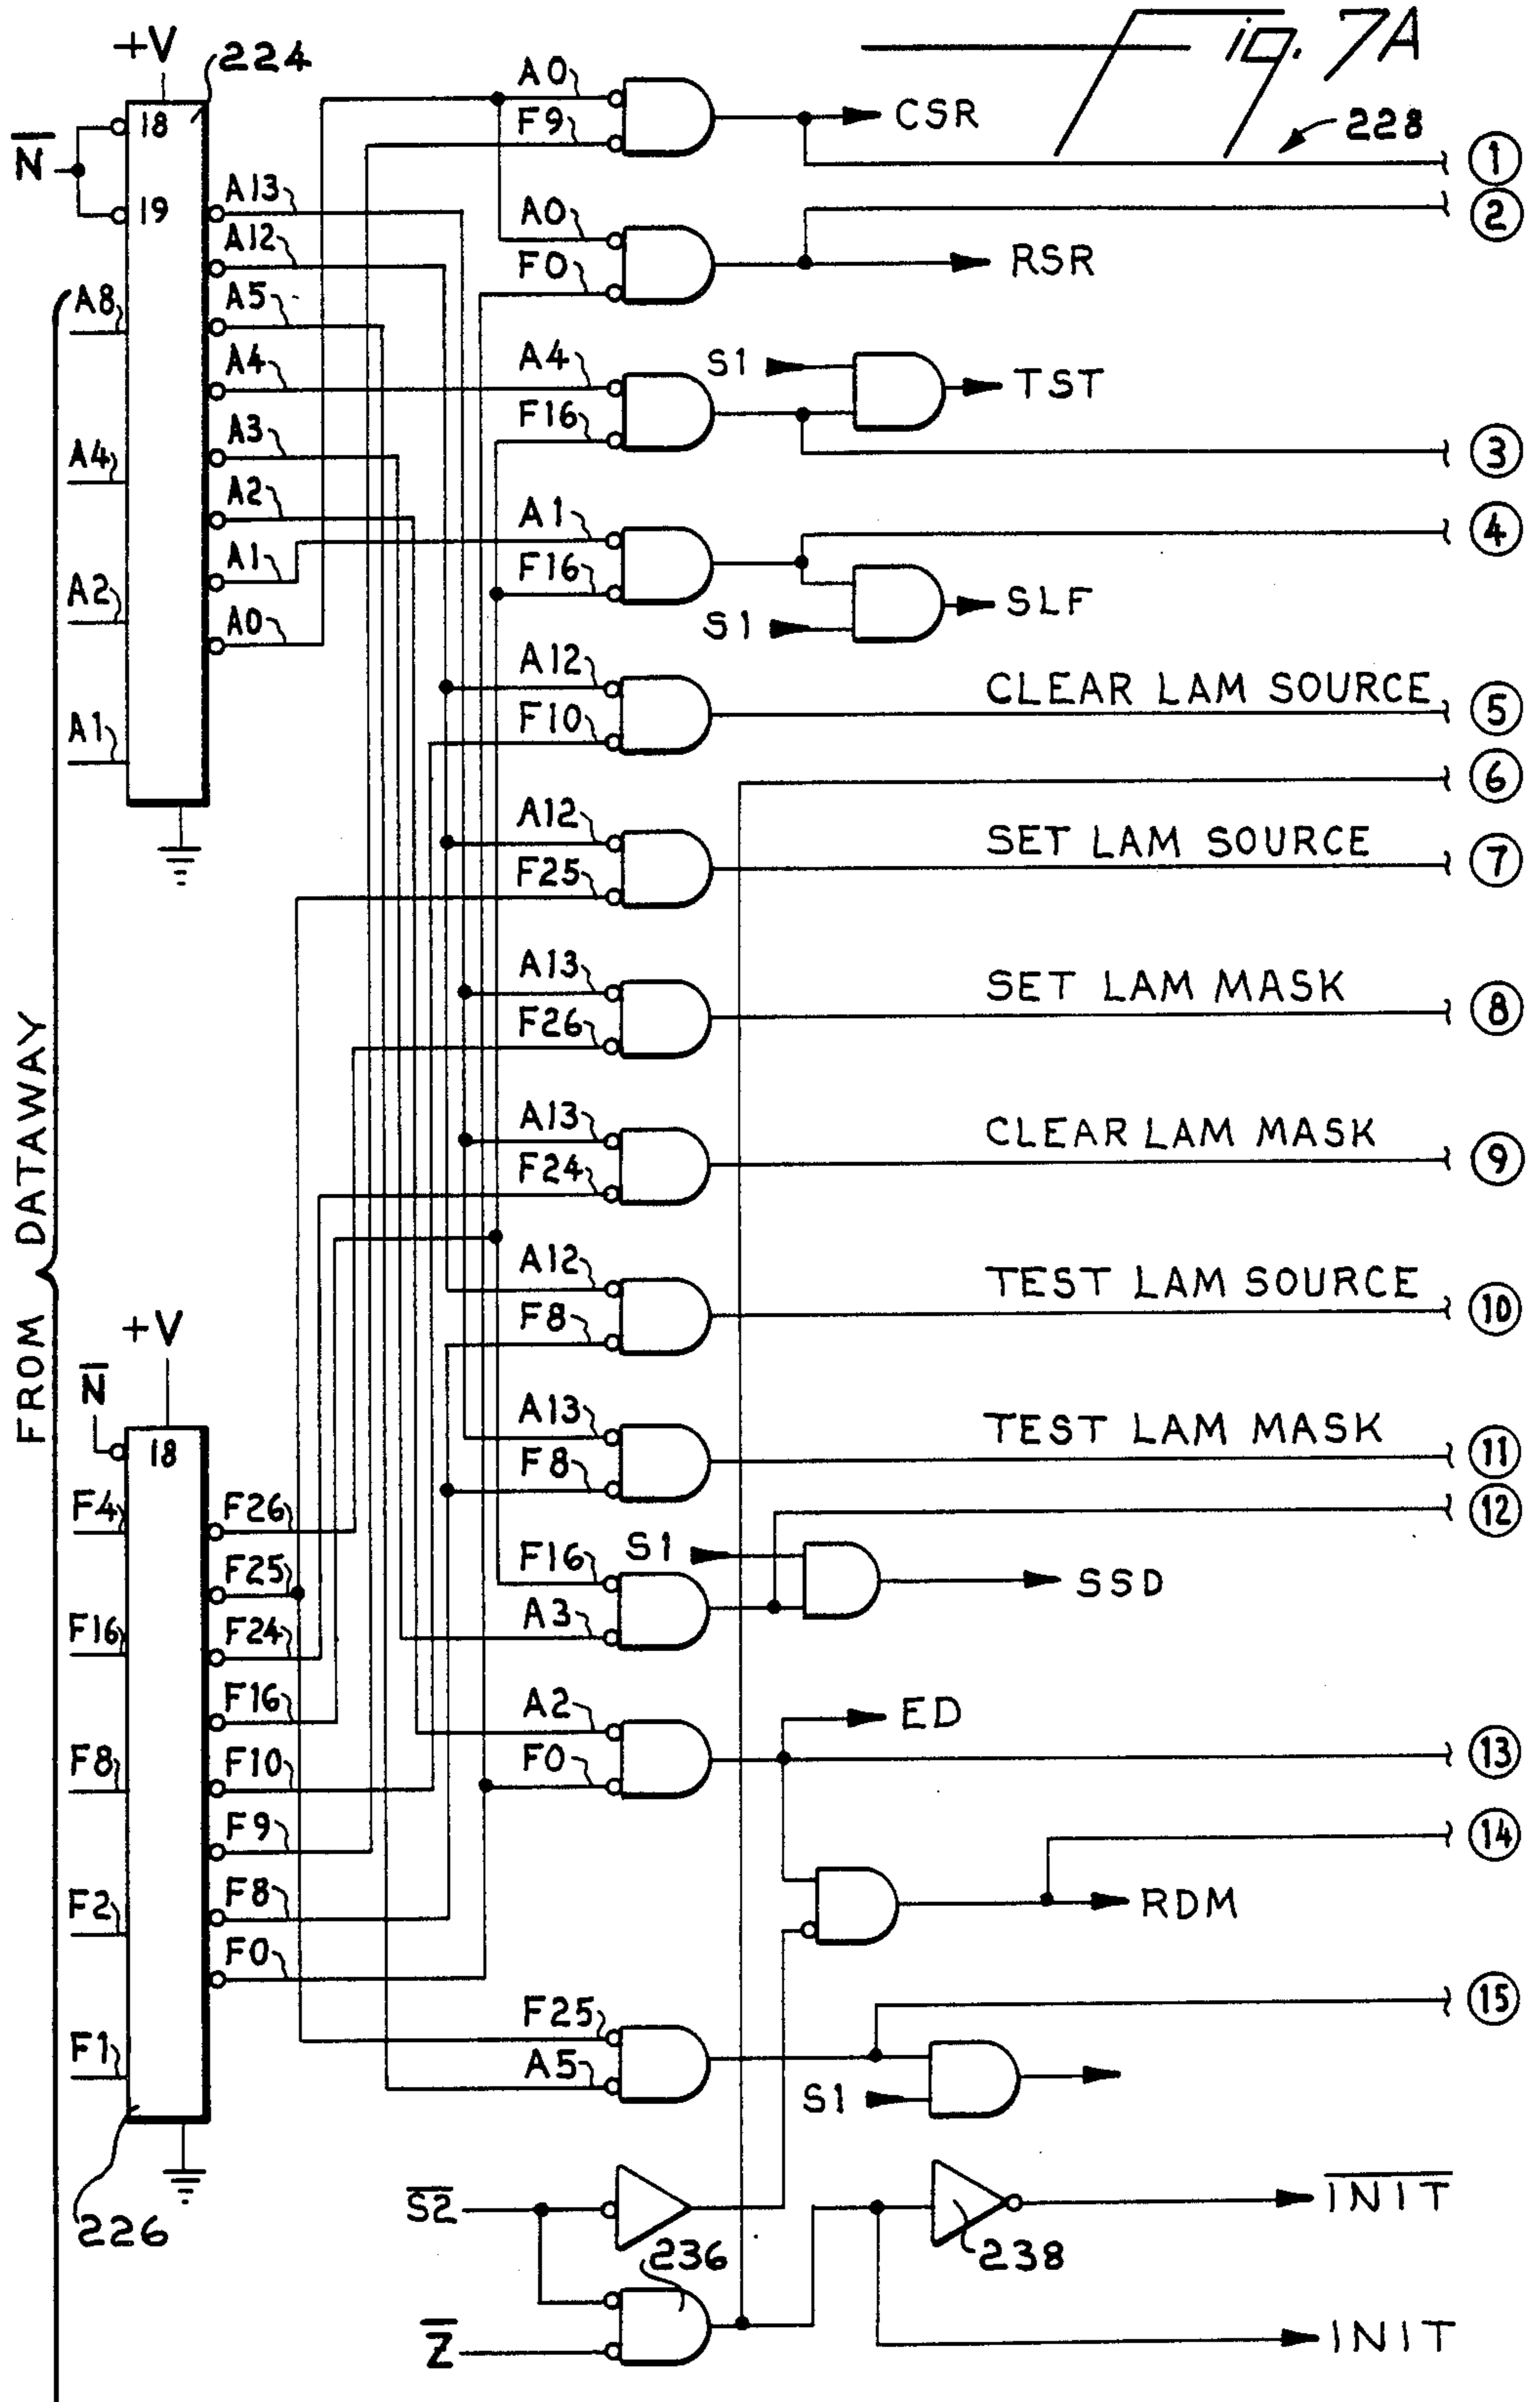 Fig. 7A
+V
224
228
N̅
18
19
A13
A12
A5
A4
A3
A2
A1
A0
A8
A4
A2
A1
FROM DATAWAY
A0
F9
CSR
1
A0
F0
RSR
2
A4
F16
S1
TST
3
A1
F16
S1
SLF
4
A12
F10
CLEAR LAM SOURCE
5
6
A12
F25
SET LAM SOURCE
7
A13
F26
SET LAM MASK
8
A13
F24
CLEAR LAM MASK
9
A12
F8
TEST LAM SOURCE
10
A13
F8
TEST LAM MASK
11
12
F16
A3
S1
SSD
A2
F0
ED
13
14
RDM
F25
A5
S1
15
+V
N̅
18
F4
F16
F8
F2
F1
F26
F25
F24
F16
F10
F9
F8
F0
226
S̅2̅
236
Z̅
238
I̅N̅I̅T̅
INIT